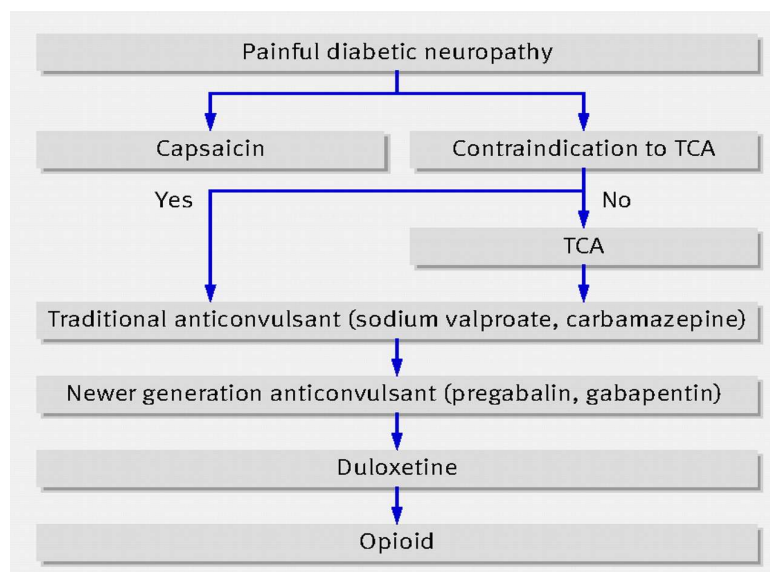 Painful diabetic neuropathy
Capsaicin
Contraindication to TCA
Yes
No
TCA
Traditional anticonvulsant (sodium valproate, carbamazepine)
Newer generation anticonvulsant (pregabalin, gabapentin)
Duloxetine
Opioid